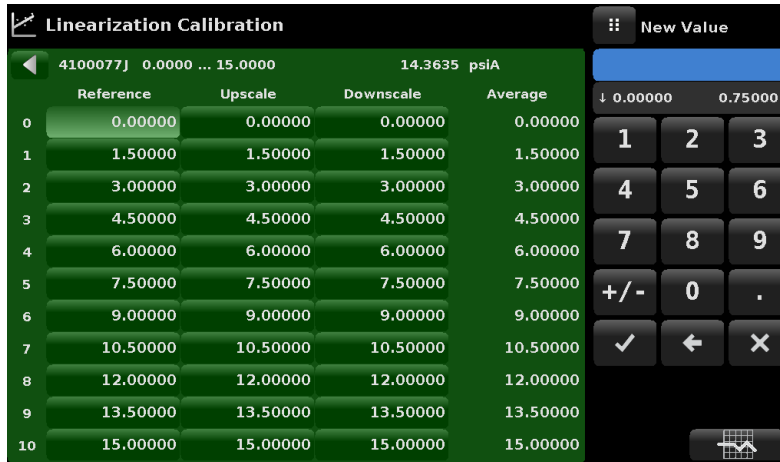 Linearization Calibration
New Value
4100077J 0.0000 ... 15.0000 14.3635 psiA
Reference Upscale Downscale Average
↓ 0.00000 0.75000
0 0.00000 0.00000 0.00000 0.00000
1 1.50000 1.50000 1.50000 1.50000
2 3.00000 3.00000 3.00000 3.00000
3 4.50000 4.50000 4.50000 4.50000
4 6.00000 6.00000 6.00000 6.00000
5 7.50000 7.50000 7.50000 7.50000
6 9.00000 9.00000 9.00000 9.00000
7 10.50000 10.50000 10.50000 10.50000
8 12.00000 12.00000 12.00000 12.00000
9 13.50000 13.50000 13.50000 13.50000
10 15.00000 15.00000 15.00000 15.00000
1 2 3
4 5 6
7 8 9
+/- 0 .